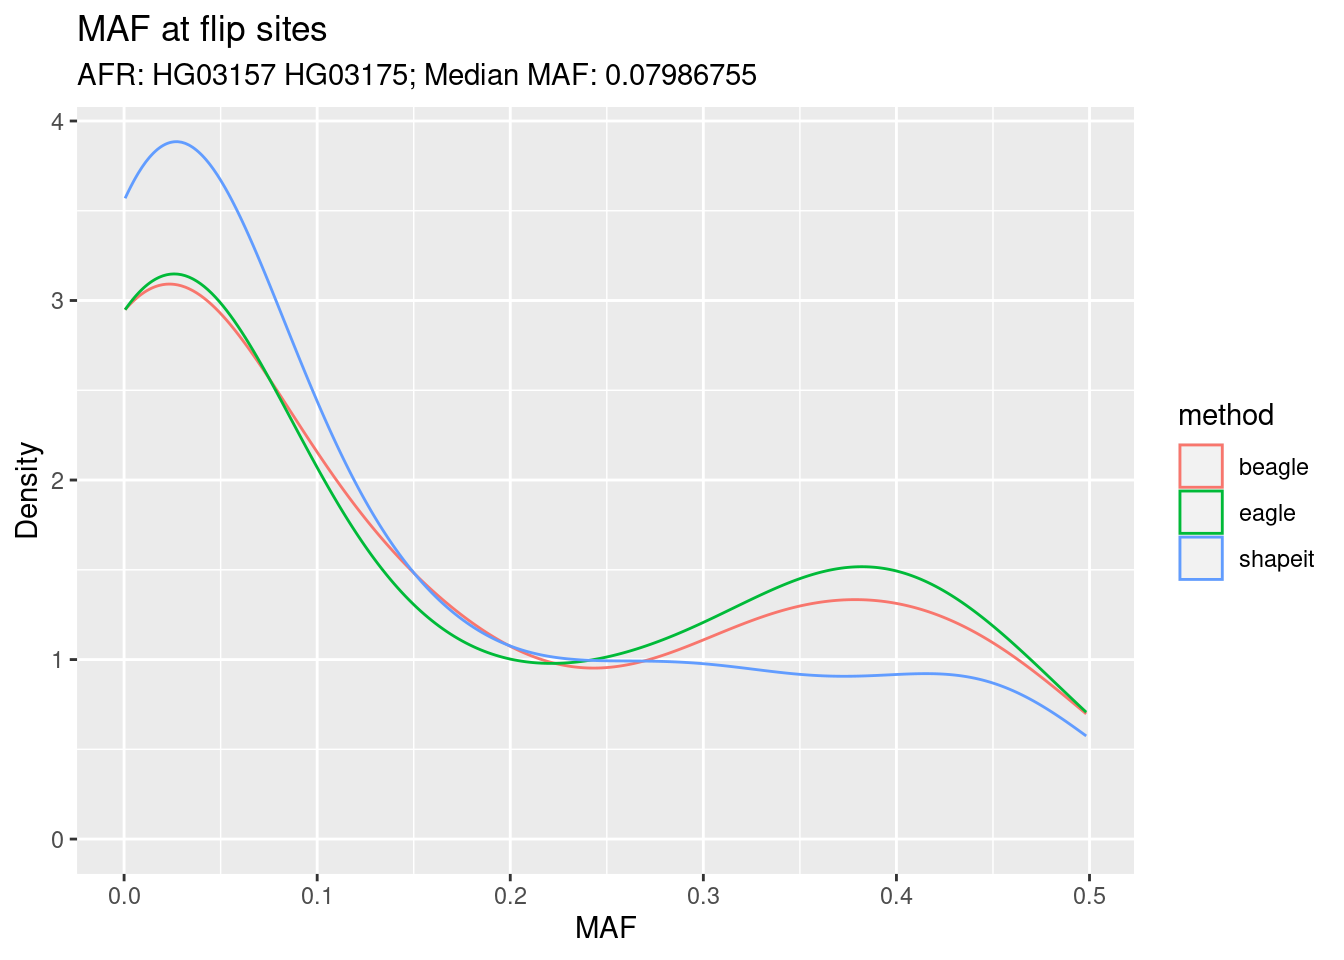 MAF at flip sites
AFR: HG03157 HG03175; Median MAF: 0.07986755
4
3
2
1
0
Density
0.0 0.1 0.2 0.3 0.4 0.5
MAF
method
beagle
eagle
shapeit